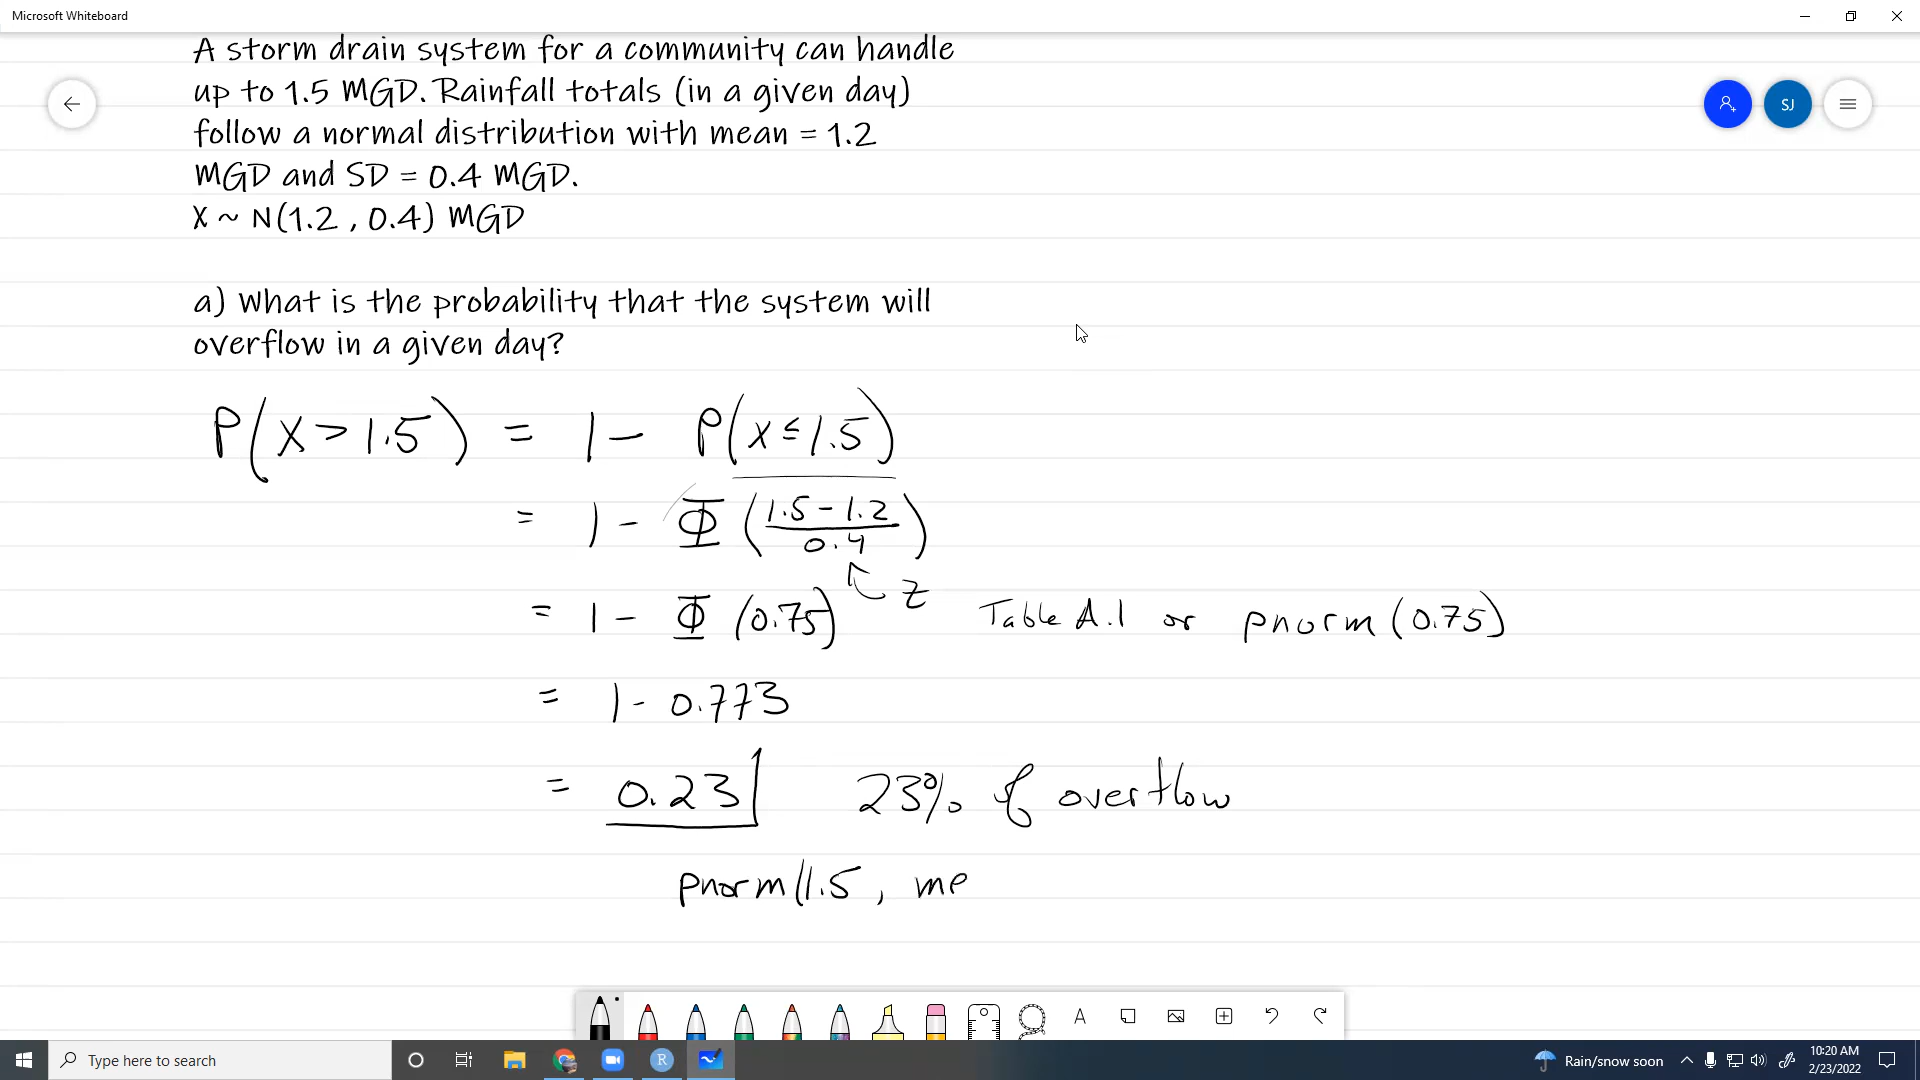 Microsoft Whiteboard
A storm drain system for a community can handle
up to 1.5 MGD. Rainfall totals (in a given day)
follow a normal distribution with mean = 1.2
MGD and SD = 0.4 MGD.
X ~ N(1.2 , 0.4) MGD
SJ
a) What is the probability that the system will
overflow in a given day?
P(X > 1.5) = 1 - P(X ≤ 1.5)
= 1 - Φ (1.5 - 1.2 / 0.4)
z
= 1 - Φ (0.75) Table A.1 or pnorm (0.75)
= 1 - 0.773
= 0.23 23% of overflow
pnorm(1.5, me
A
Type here to search
R
Rain/snow soon
10:20 AM
2/23/2022